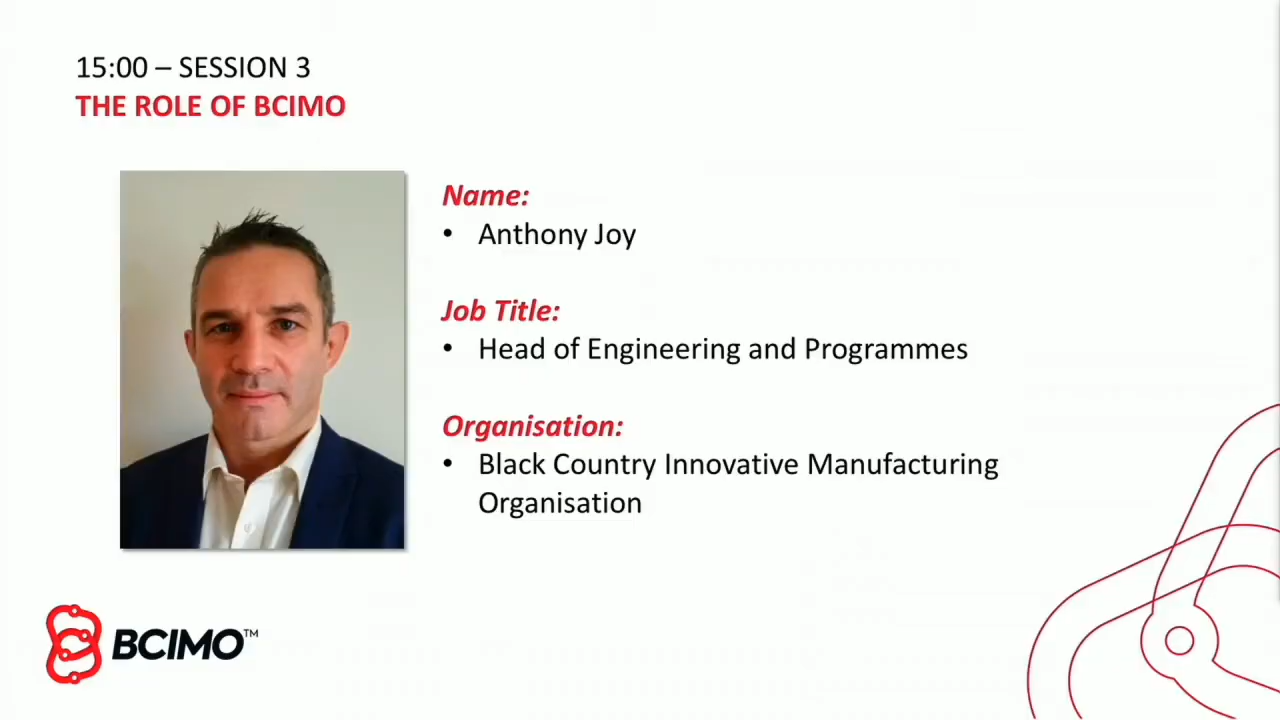 15:00 – SESSION 3
THE ROLE OF BCIMO
Name:
• Anthony Joy
Job Title:
• Head of Engineering and Programmes
Organisation:
• Black Country Innovative Manufacturing
Organisation
BCIMO™